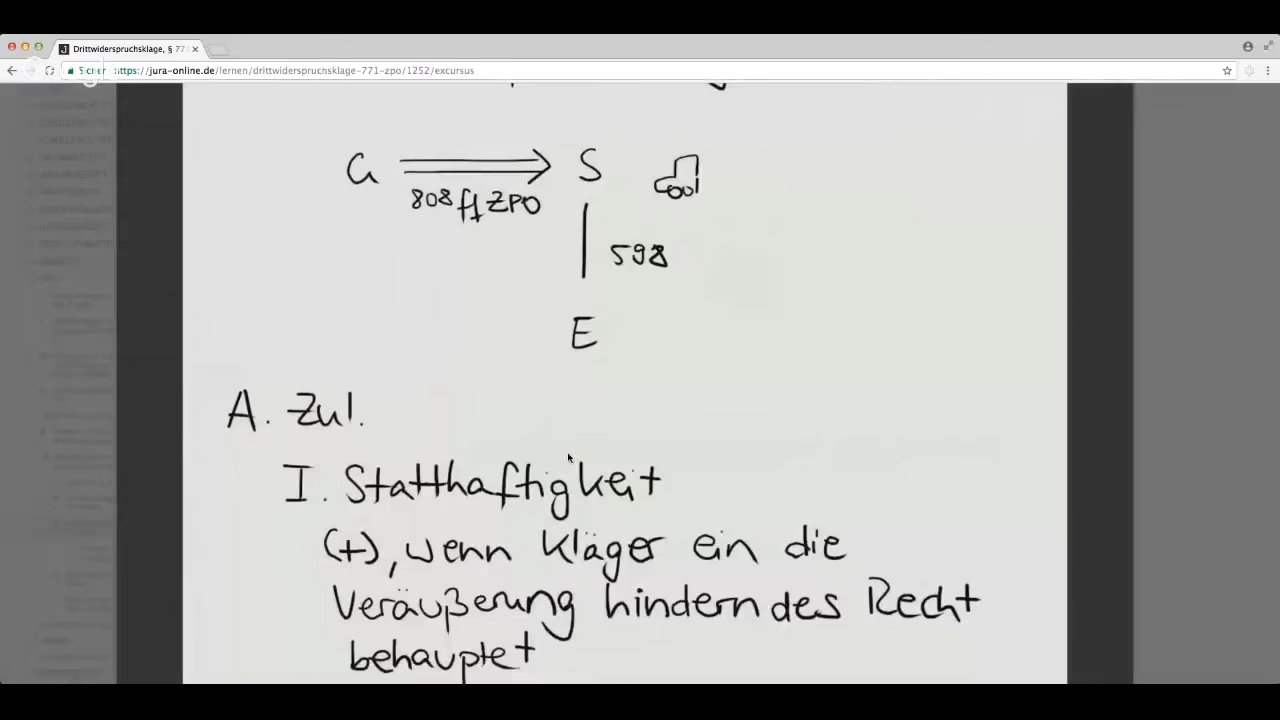 Drittwiderspruchsklage, § 77
Sicher https://jura-online.de/lernen/drittwiderspruchsklage-771-zpo/1252/excursus
G S
808 ff ZPO
598
E
A. Zul.
I. Statthaftigkeit
(+), wenn Kläger ein die
Veräußerung hinderndes Recht
behauptet